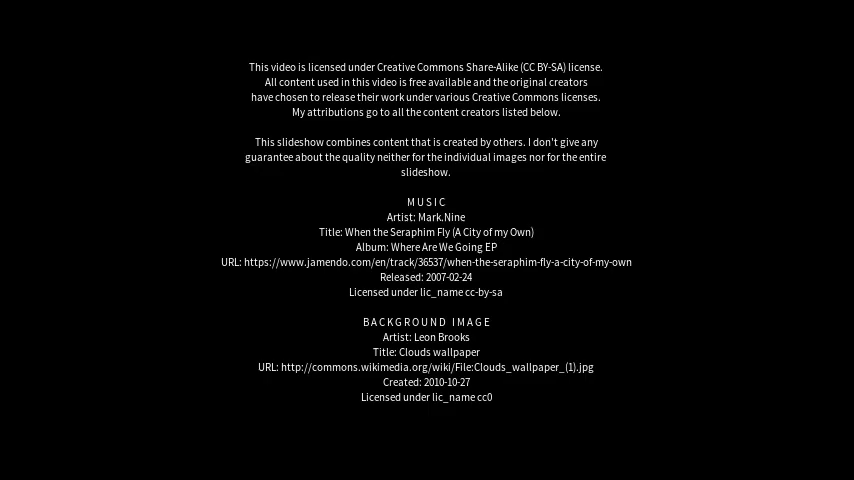 This video is licensed under Creative Commons Share-Alike (CC BY-SA) license.
All content used in this video is free available and the original creators
have chosen to release their work under various Creative Commons licenses.
My attributions go to all the content creators listed below.
This slideshow combines content that is created by others. I don't give any
guarantee about the quality neither for the individual images nor for the entire
slideshow.
MUSIC
Artist: Mark.Nine
Title: When the Seraphim Fly (A City of my Own)
Album: Where Are We Going EP
URL: https://www.jamendo.com/en/track/36537/when-the-seraphim-fly-a-city-of-my-own
Released: 2007-02-24
Licensed under lic_name cc-by-sa
BACKGROUND IMAGE
Artist: Leon Brooks
Title: Clouds wallpaper
URL: http://commons.wikimedia.org/wiki/File:Clouds_wallpaper_(1).jpg
Created: 2010-10-27
Licensed under lic_name cc0